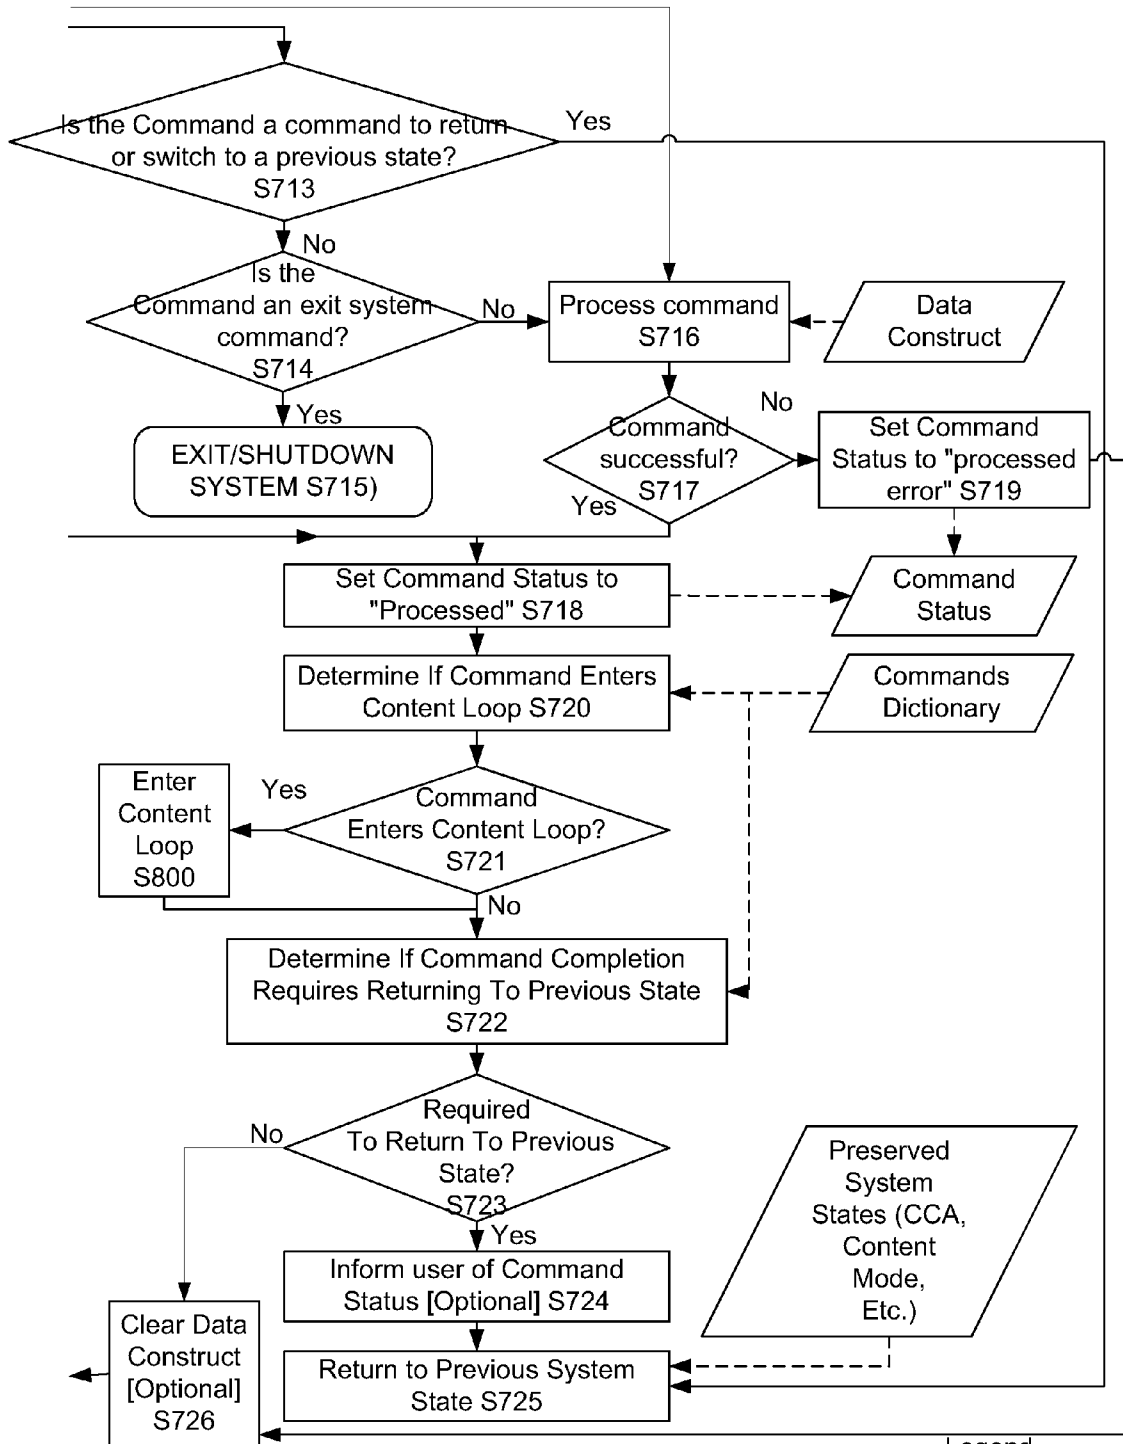 Is the Command a command to return
or switch to a previous state?
S713
Yes
No
Is the
Command an exit system
command?
S714
No
Yes
EXIT/SHUTDOWN
SYSTEM S715)
Process command
S716
Data
Construct
Command
successful?
S717
No
Yes
Set Command
Status to "processed
error" S719
Set Command Status to
"Processed" S718
Command
Status
Determine If Command Enters
Content Loop S720
Commands
Dictionary
Enter
Content
Loop
S800
Yes
Command
Enters Content Loop?
S721
No
Determine If Command Completion
Requires Returning To Previous State
S722
Required
To Return To Previous
State?
S723
No
Yes
Preserved
System
States (CCA,
Content
Mode,
Etc.)
Inform user of Command
Status [Optional] S724
Clear Data
Construct
[Optional]
S726
Return to Previous System
State S725